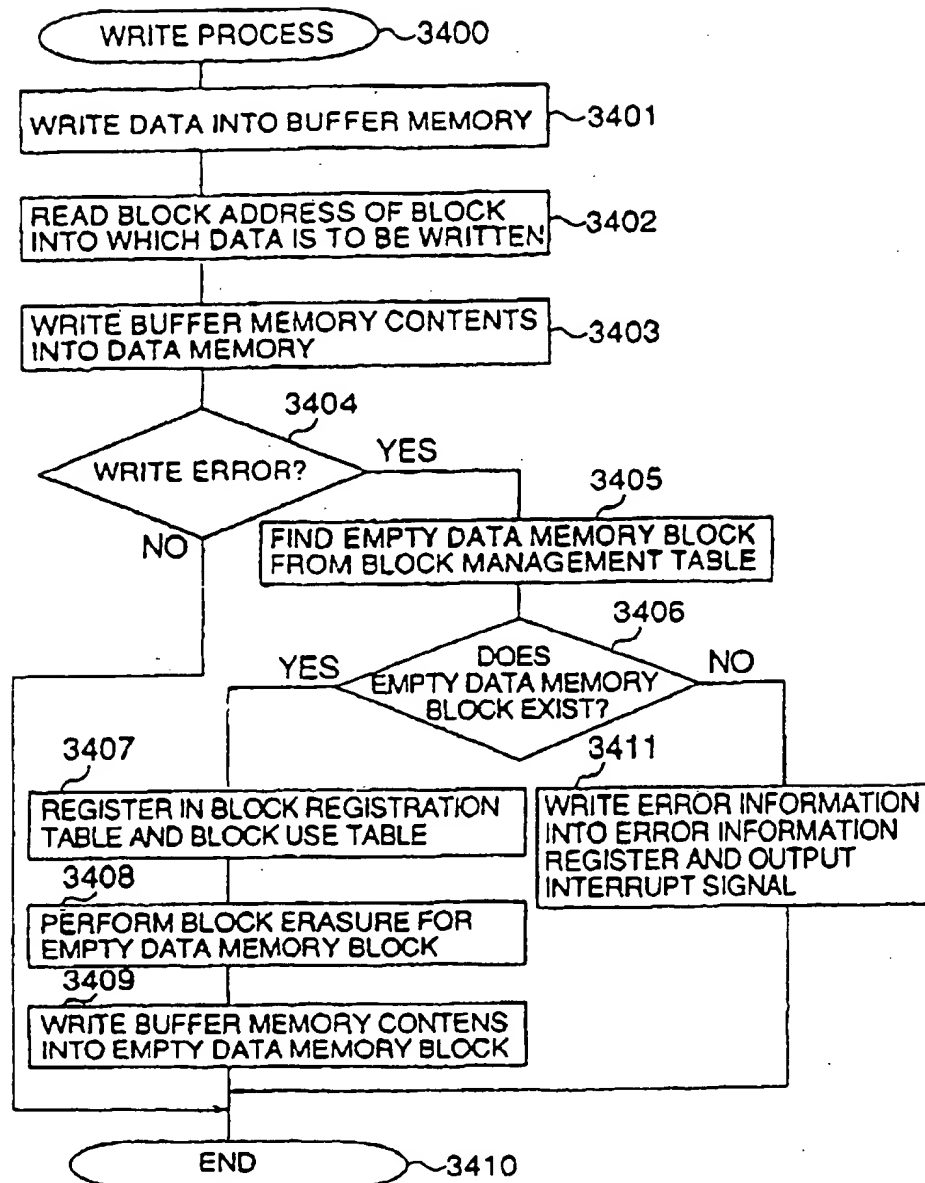 WRITE PROCESS
3400
WRITE DATA INTO BUFFER MEMORY
3401
READ BLOCK ADDRESS OF BLOCK
INTO WHICH DATA IS TO BE WRITTEN
3402
WRITE BUFFER MEMORY CONTENTS
INTO DATA MEMORY
3403
3404
WRITE ERROR?
YES
NO
3405
FIND EMPTY DATA MEMORY BLOCK
FROM BLOCK MANAGEMENT TABLE
3406
DOES
EMPTY DATA MEMORY
BLOCK EXIST?
YES
NO
3407
REGISTER IN BLOCK REGISTRATION
TABLE AND BLOCK USE TABLE
3411
WRITE ERROR INFORMATION
INTO ERROR INFORMATION
REGISTER AND OUTPUT
INTERRUPT SIGNAL
3408
PERFORM BLOCK ERASURE FOR
EMPTY DATA MEMORY BLOCK
3409
WRITE BUFFER MEMORY CONTENS
INTO EMPTY DATA MEMORY BLOCK
END
3410